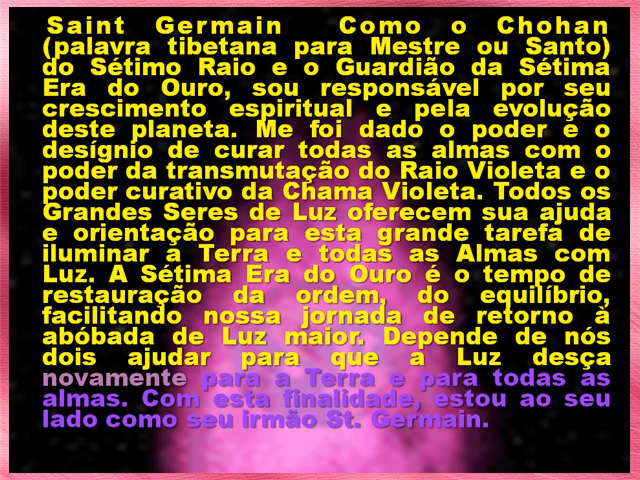 Saint Germain Como o Chohan
(palavra tibetana para Mestre ou Santo)
do Sétimo Raio e o Guardião da Sétima
Era do Ouro, sou responsável por seu
crescimento espiritual e pela evolução
deste planeta. Me foi dado o poder e o
desígnio de curar todas as almas com o
poder da transmutação do Raio Violeta e o
poder curativo da Chama Violeta. Todos os
Grandes Seres de Luz oferecem sua ajuda
e orientação para esta grande tarefa de
iluminar a Terra e todas as Almas com
Luz. A Sétima Era do Ouro é o tempo de
restauração da ordem, do equilíbrio,
facilitando nossa jornada de retorno à
abóbada de Luz maior. Depende de nós
dois ajudar para que a Luz desça
novamente para a Terra e para todas as
almas. Com esta finalidade, estou ao seu
lado como seu irmão St. Germain.